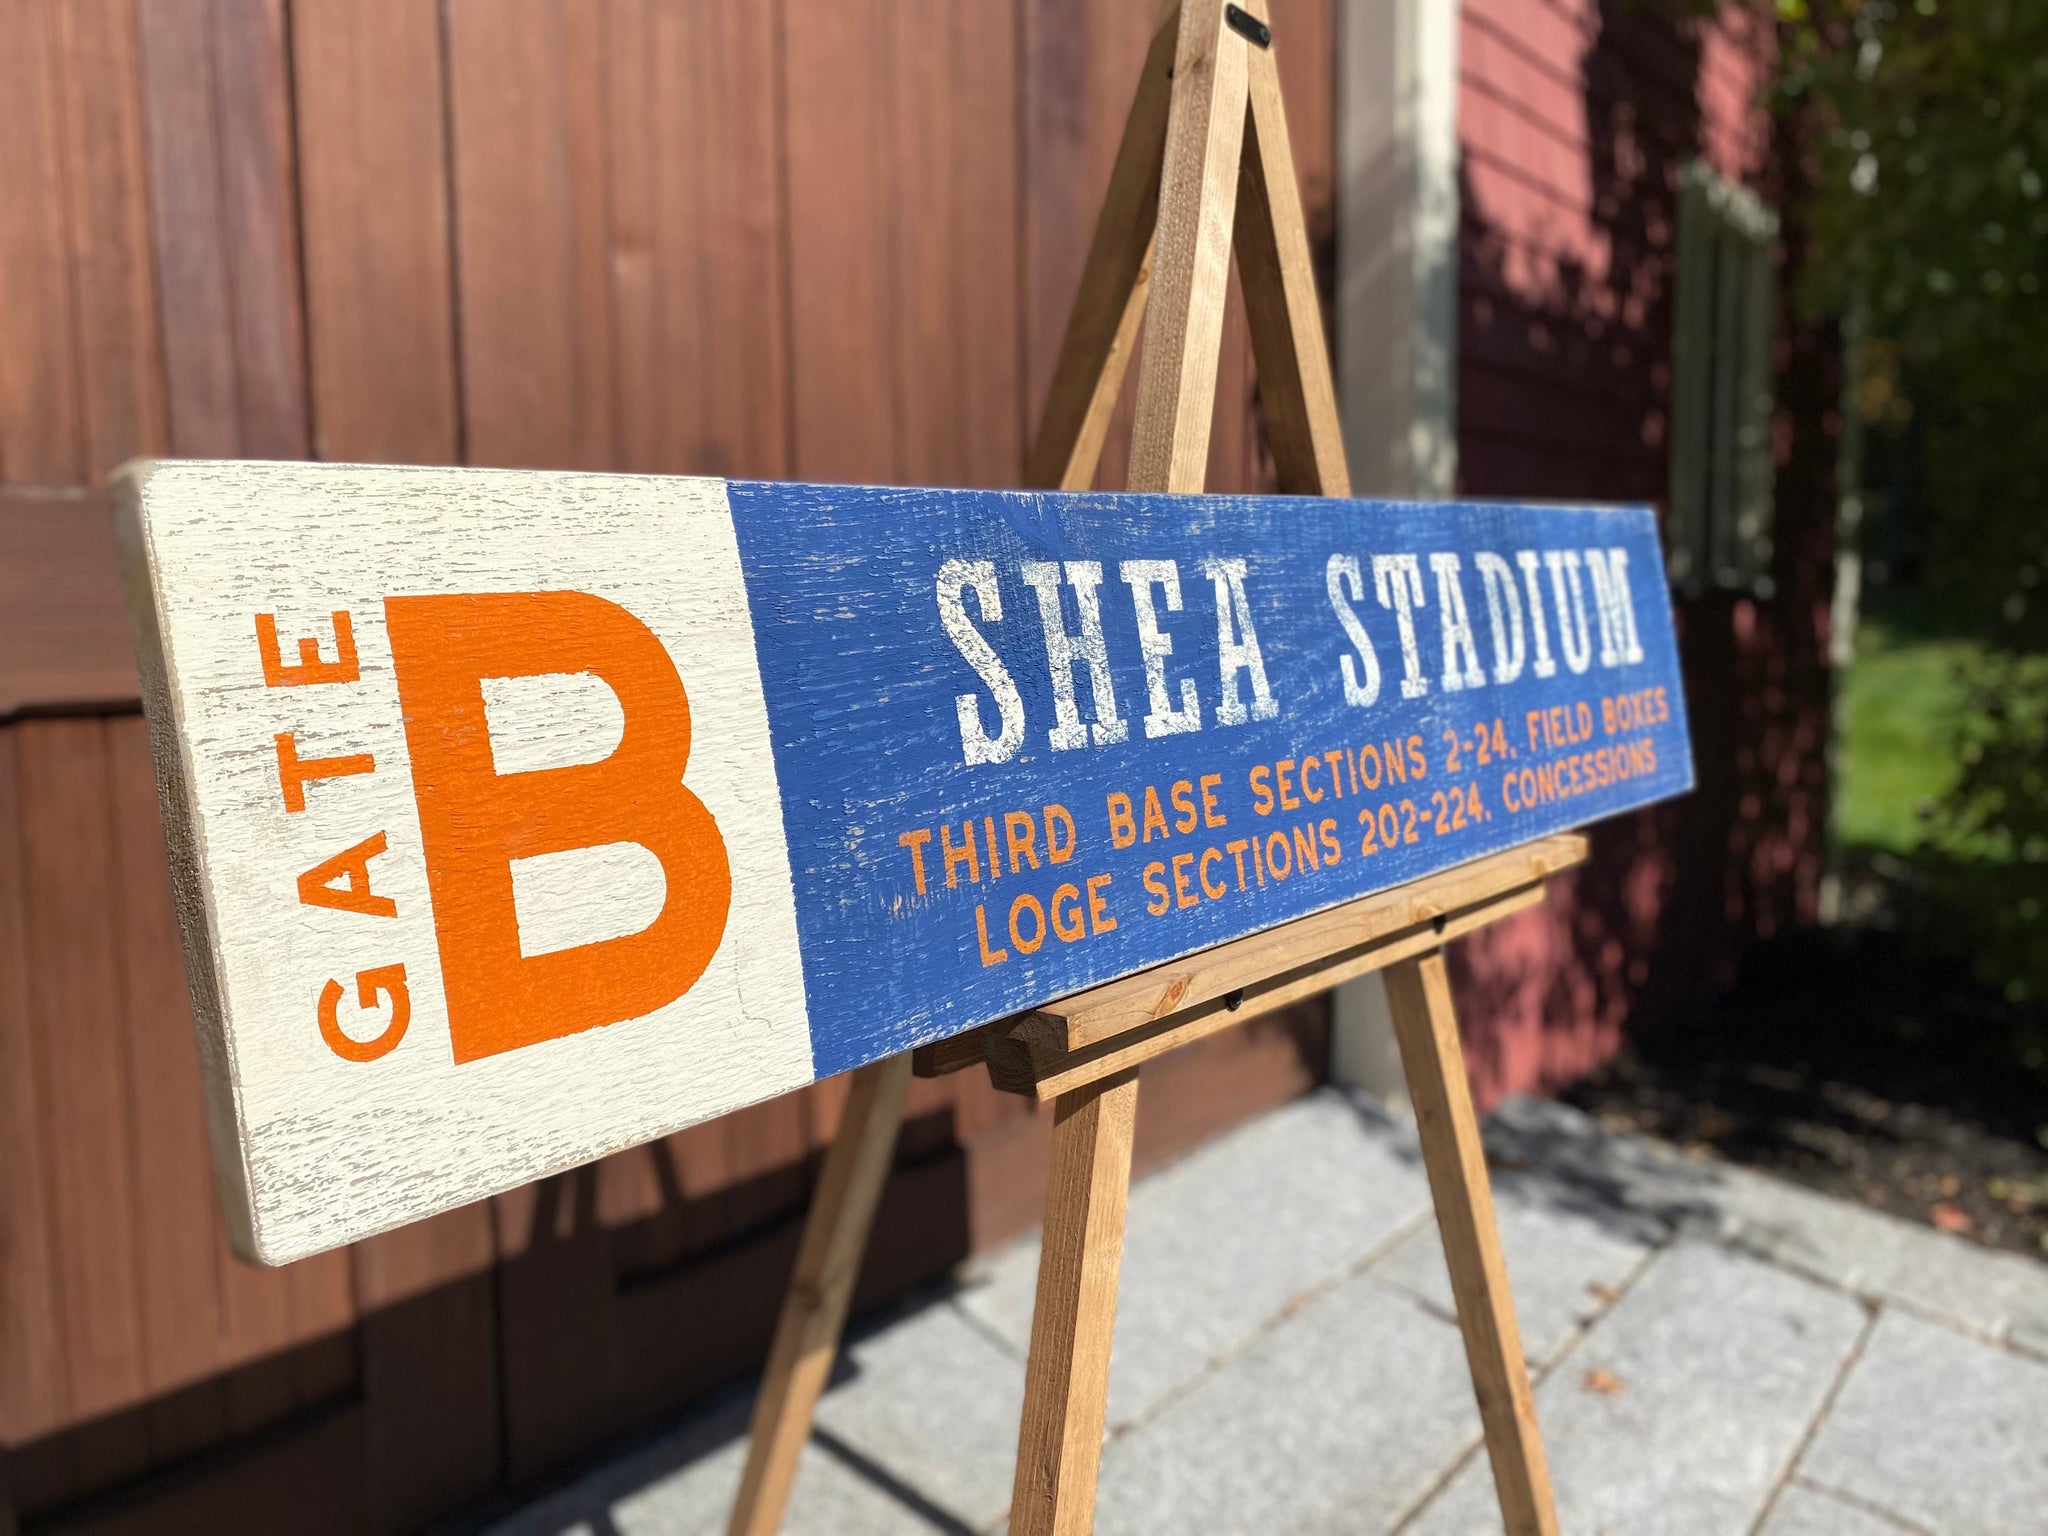 GATE
B
SHEA STADIUM
THIRD BASE SECTIONS 2-24, FIELD BOXES
LOGE SECTIONS 202-224, CONCESSIONS